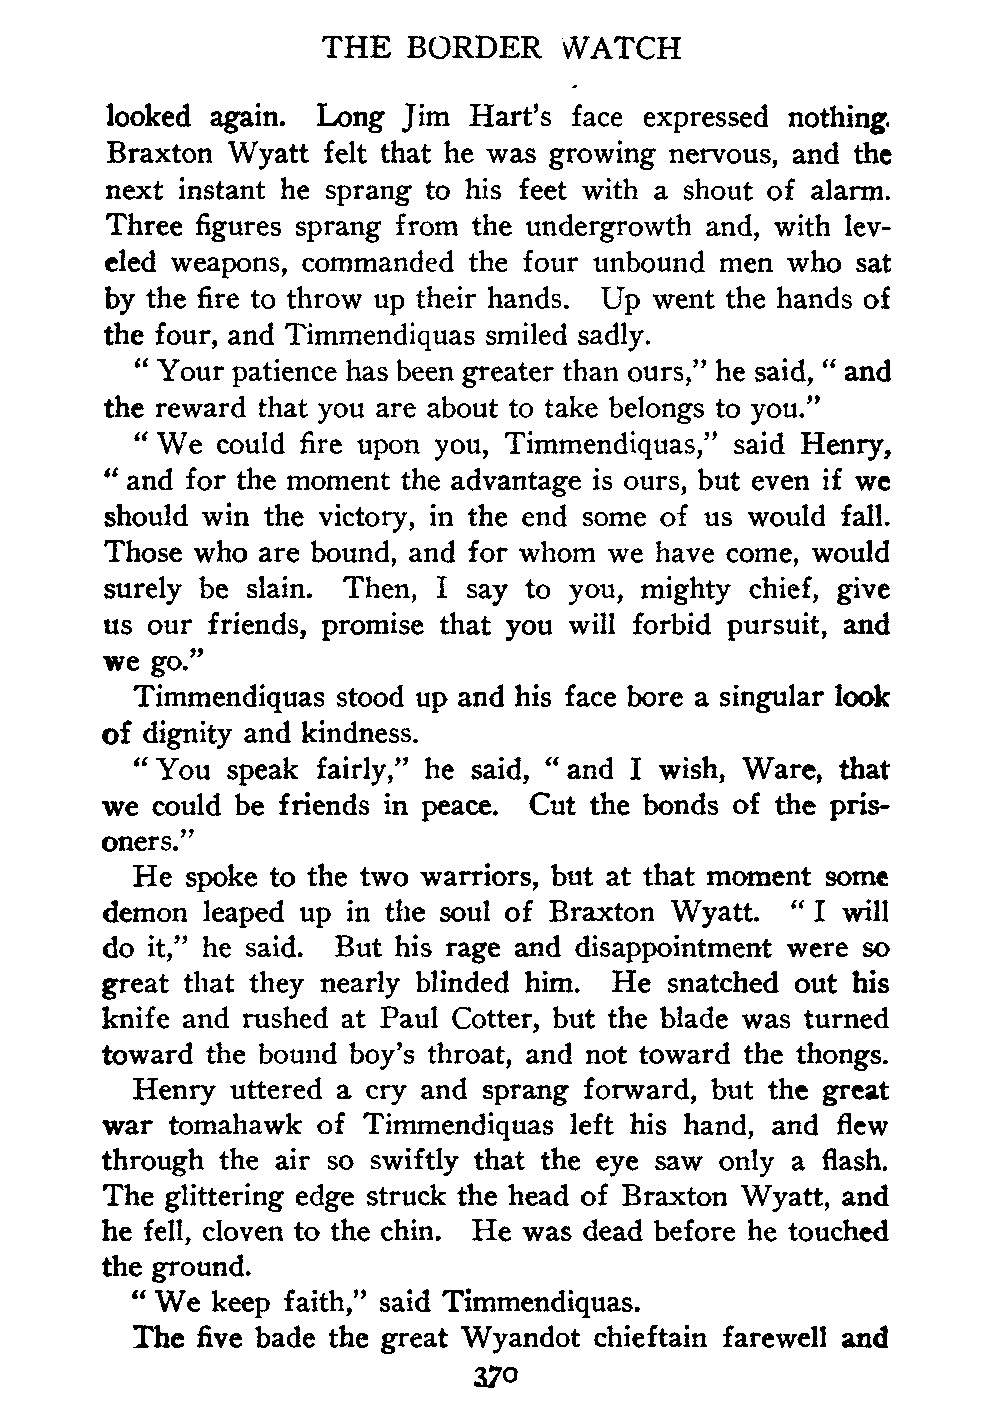 THE BORDER WATCH
looked again. Long Jim Hart's face expressed nothing.
Braxton Wyatt felt that he was growing nervous, and the
next instant he sprang to his feet with a shout of alarm.
Three figures sprang from the undergrowth and, with lev-
eled weapons, commanded the four unbound men who sat
by the fire to throw up their hands. Up went the hands of
the four, and Timmendiquas smiled sadly.
" Your patience has been greater than ours," he said, " and
the reward that you are about to take belongs to you."
" We could fire upon you, Timmendiquas," said Henry,
" and for the moment the advantage is ours, but even if we
should win the victory, in the end some of us would fall.
Those who are bound, and for whom we have come, would
surely be slain. Then, I say to you, mighty chief, give
us our friends, promise that you will forbid pursuit, and
we go."
Timmendiquas stood up and his face bore a singular look
of dignity and kindness.
" You speak fairly," he said, " and I wish, Ware, that
we could be friends in peace. Cut the bonds of the pris-
oners."
He spoke to the two warriors, but at that moment some
demon leaped up in the soul of Braxton Wyatt. " I will
do it," he said. But his rage and disappointment were so
great that they nearly blinded him. He snatched out his
knife and rushed at Paul Cotter, but the blade was turned
toward the bound boy's throat, and not toward the thongs.
Henry uttered a cry and sprang forward, but the great
war tomahawk of Timmendiquas left his hand, and flew
through the air so swiftly that the eye saw only a flash.
The glittering edge struck the head of Braxton Wyatt, and
he fell, cloven to the chin. He was dead before he touched
the ground.
" We keep faith," said Timmendiquas.
The five bade the great Wyandot chieftain farewell and
370